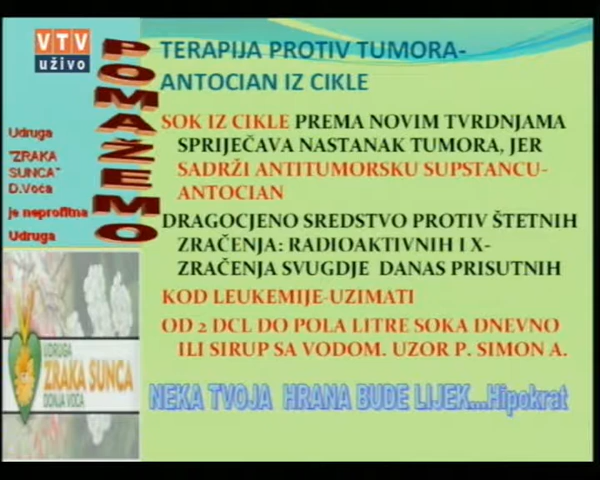 VTV
uživo
POMAŽEMO
Udruga
"ZRAKA
SUNCA"
D.Voća
je neprofitna
Udruga
UDRUGA
ZRAKA SUNCA
DONJA VOĆA
TERAPIJA PROTIV TUMORA-
ANTOCIAN IZ CIKLE
SOK IZ CIKLE PREMA NOVIM TVRDNJAMA
SPRIJEČAVA NASTANAK TUMORA, JER
SADRŽI ANTITUMORSKU SUPSTANCU-
ANTOCIAN
DRAGOCJENO SREDSTVO PROTIV ŠTETNIH
ZRAČENJA: RADIOAKTIVNIH I X-
ZRAČENJA SVUGDJE DANAS PRISUTNIH
KOD LEUKEMIJE-UZIMATI
OD 2 DCL DO POLA LITRE SOKA DNEVNO
ILI SIRUP SA VODOM. UZOR P. SIMON A.
NEKA TVOJA HRANA BUDE LIJEK...Hipokrat